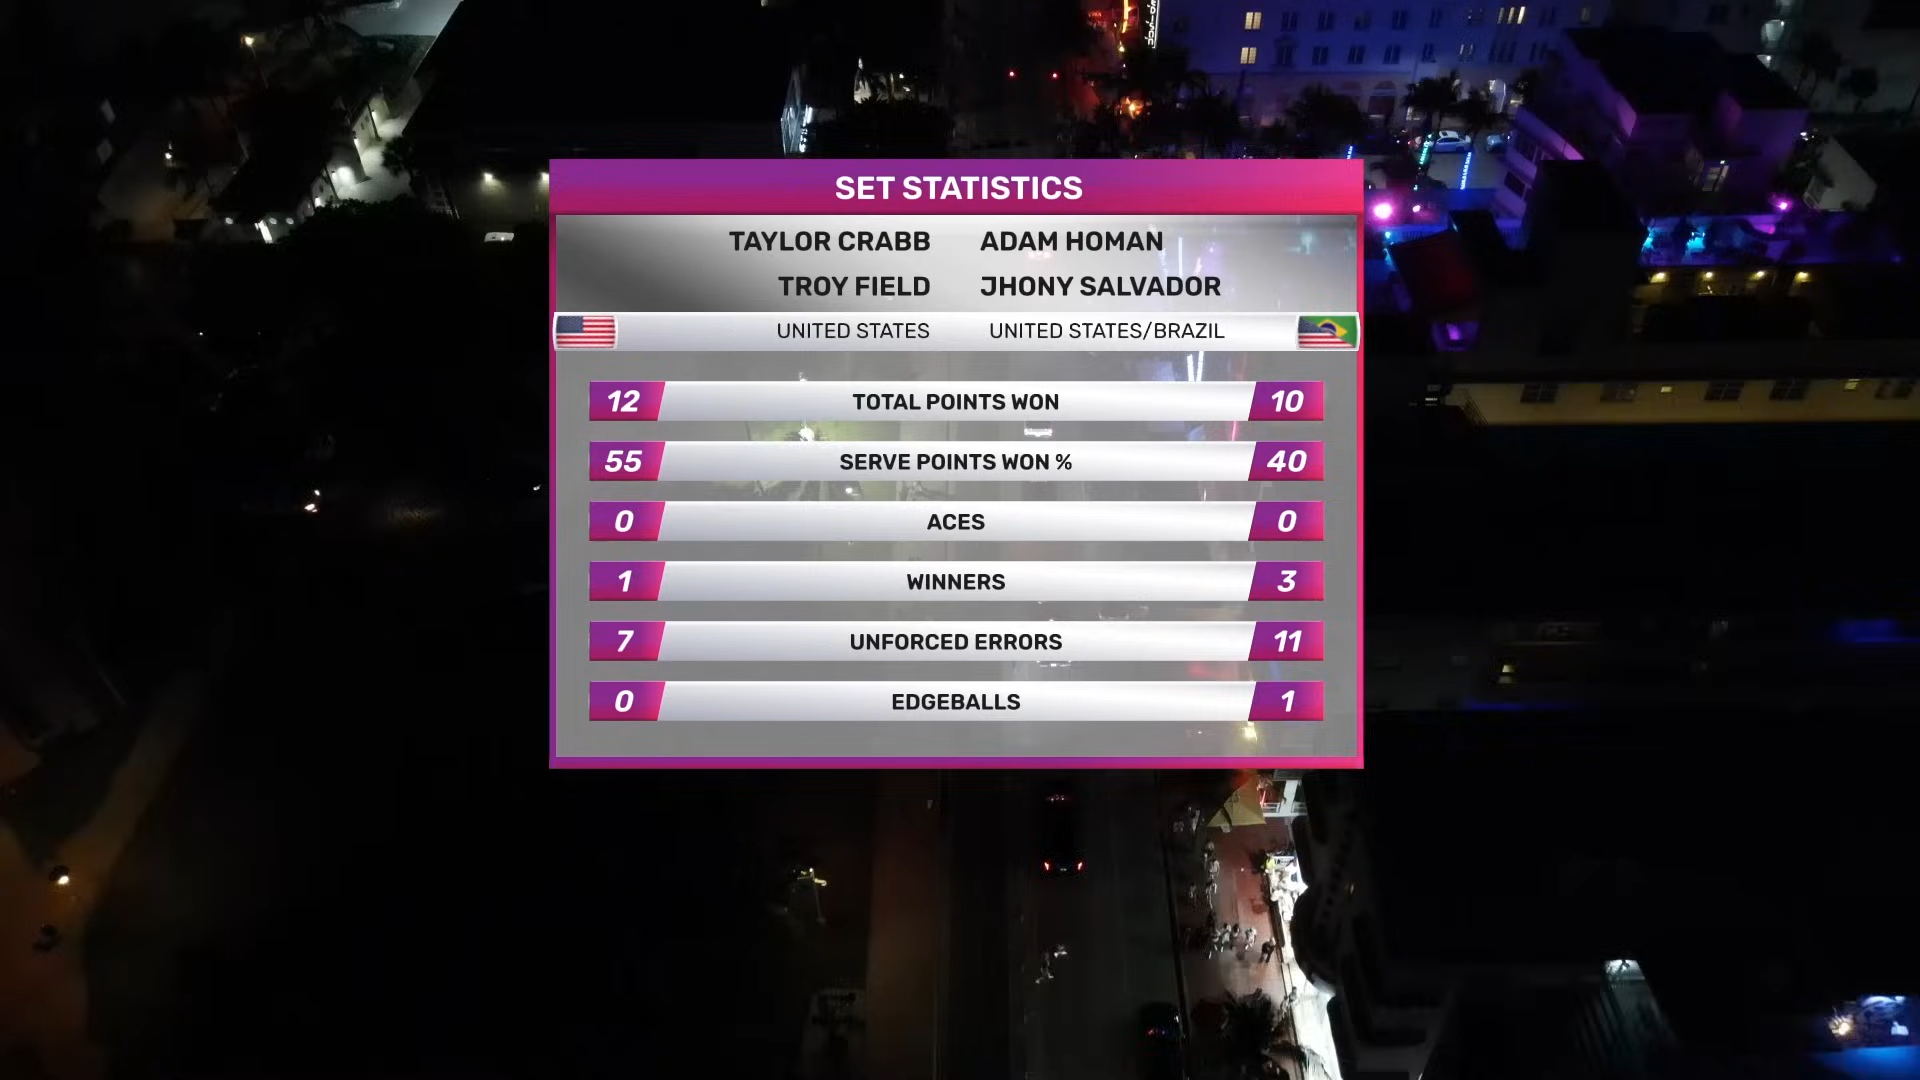 SET STATISTICS
TAYLOR CRABB ADAM HOMAN
TROY FIELD JHONY SALVADOR
UNITED STATES UNITED STATES/BRAZIL
12 TOTAL POINTS WON 10
55 SERVE POINTS WON % 40
0 ACES 0
1 WINNERS 3
7 UNFORCED ERRORS 11
0 EDGEBALLS 1